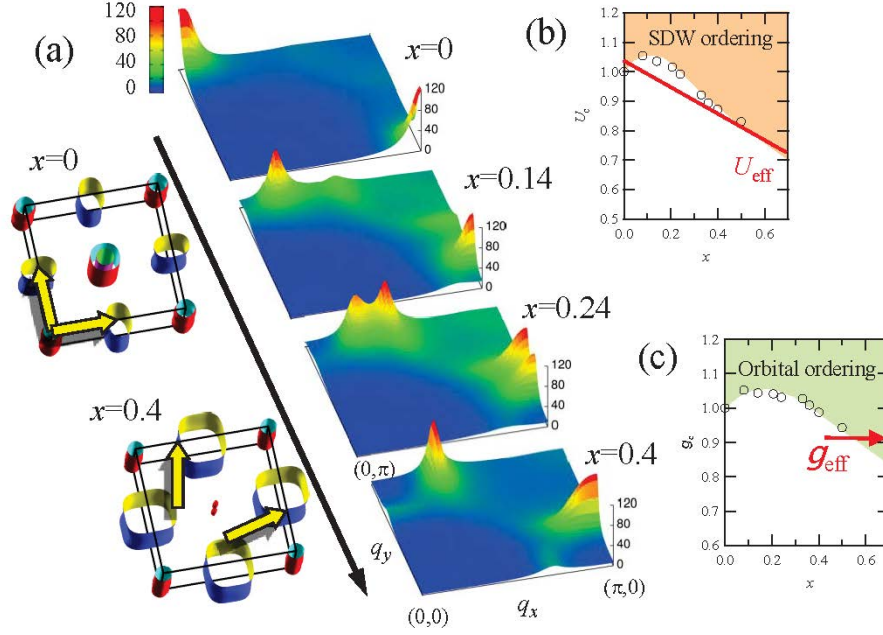 (a)
120
80
40
0
x=0
120
80
40
0
x=0
x=0.14
120
80
40
0
x=0.24
120
80
40
0
x=0.4
(0,π)
x=0.4
120
80
40
0
q_y
(0,0)
q_x
(π,0)
(b)
SDW ordering
1.2
1.1
1.0
0.9
0.8
0.7
0.6
0.5
U_c
U_eff
0.0 0.2 0.4 0.6
x
(c)
Orbital ordering
1.2
1.1
1.0
0.9
0.8
0.7
0.6
g_c
g_eff
0.0 0.2 0.4 0.6
x